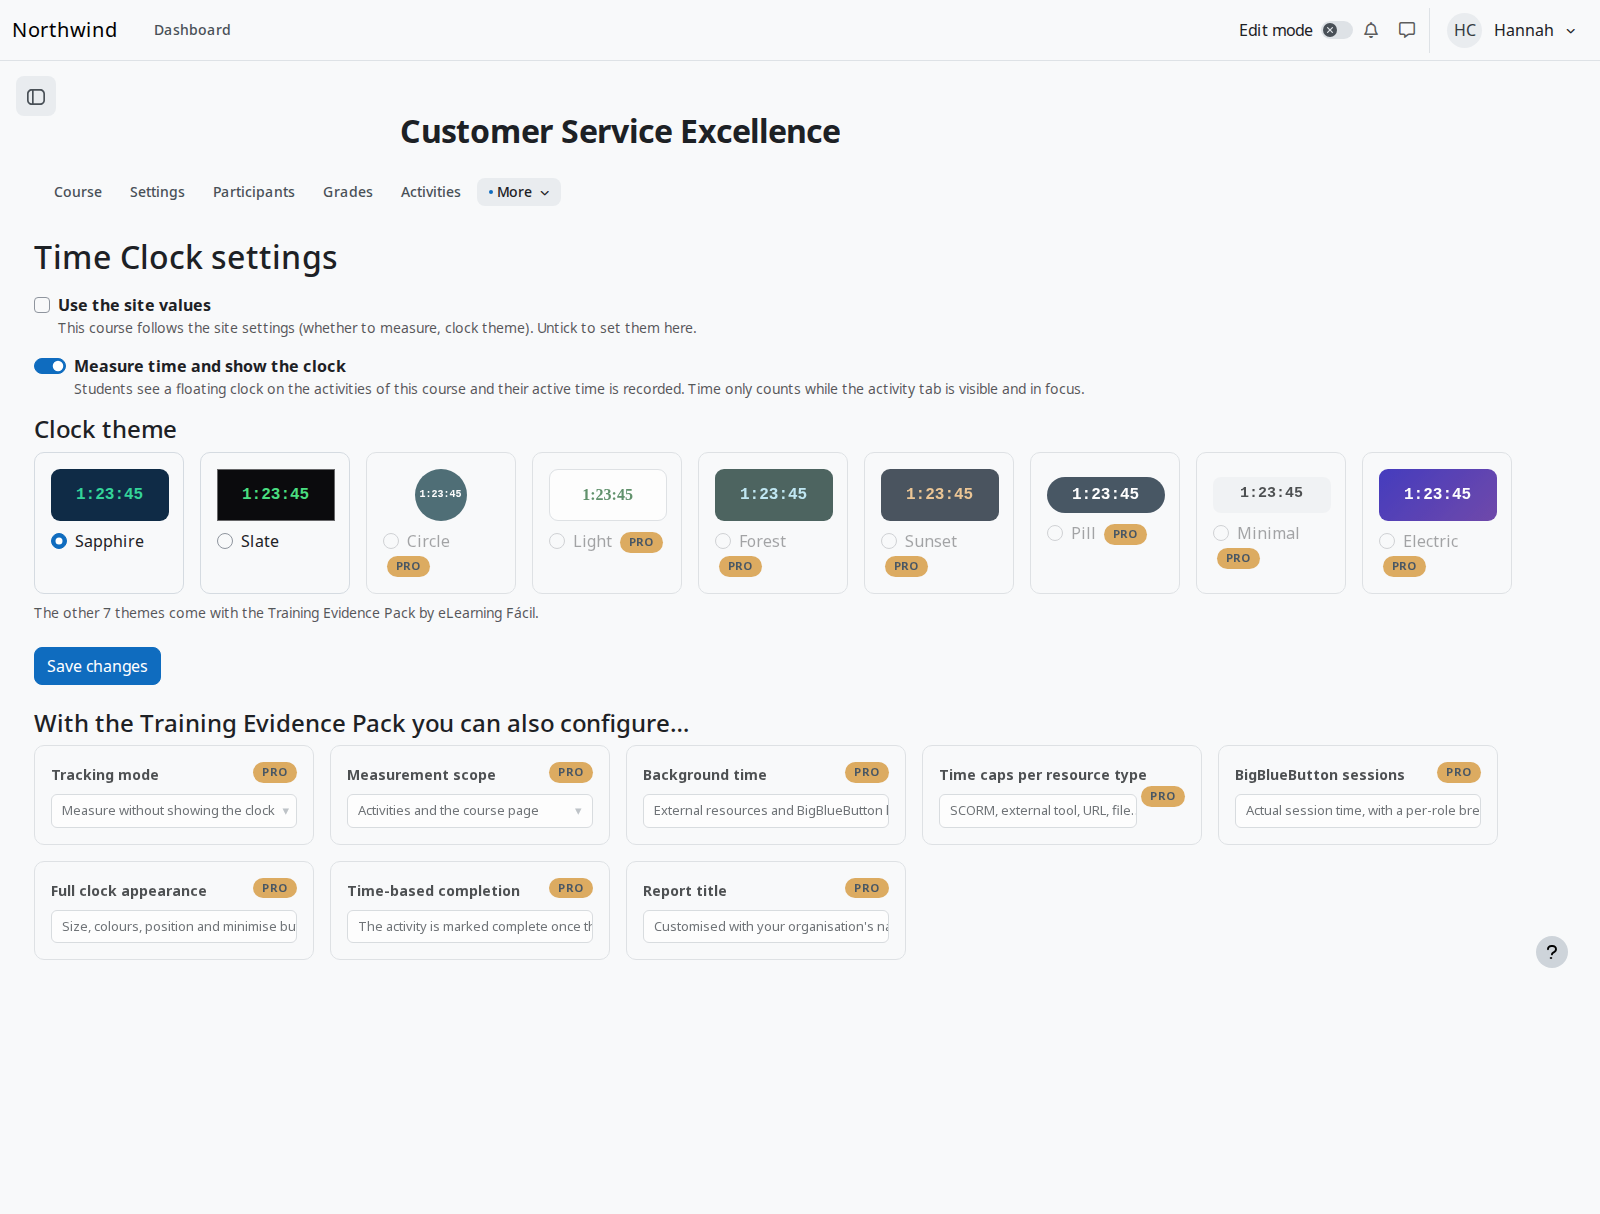 Northwind
Dashboard
Edit mode
HC
Hannah
Customer Service Excellence
Course
Settings
Participants
Grades
Activities
• More
Time Clock settings
Use the site values
This course follows the site settings (whether to measure, clock theme). Untick to set them here.
Measure time and show the clock
Students see a floating clock on the activities of this course and their active time is recorded. Time only counts while the activity tab is visible and in focus.
Clock theme
1:23:45
Sapphire
1:23:45
Slate
1:23:45
Circle
PRO
1:23:45
Light PRO
1:23:45
Forest
PRO
1:23:45
Sunset
PRO
1:23:45
Pill PRO
1:23:45
Minimal
PRO
1:23:45
Electric
PRO
The other 7 themes come with the Training Evidence Pack by eLearning Fácil.
Save changes
With the Training Evidence Pack you can also configure...
Tracking mode PRO
Measure without showing the clock
Measurement scope PRO
Activities and the course page
Background time PRO
External resources and BigBlueButton
Time caps per resource type
PRO
SCORM, external tool, URL, file.
BigBlueButton sessions PRO
Actual session time, with a per-role bre
Full clock appearance PRO
Size, colours, position and minimise bu
Time-based completion PRO
The activity is marked complete once th
Report title PRO
Customised with your organisation's na
?